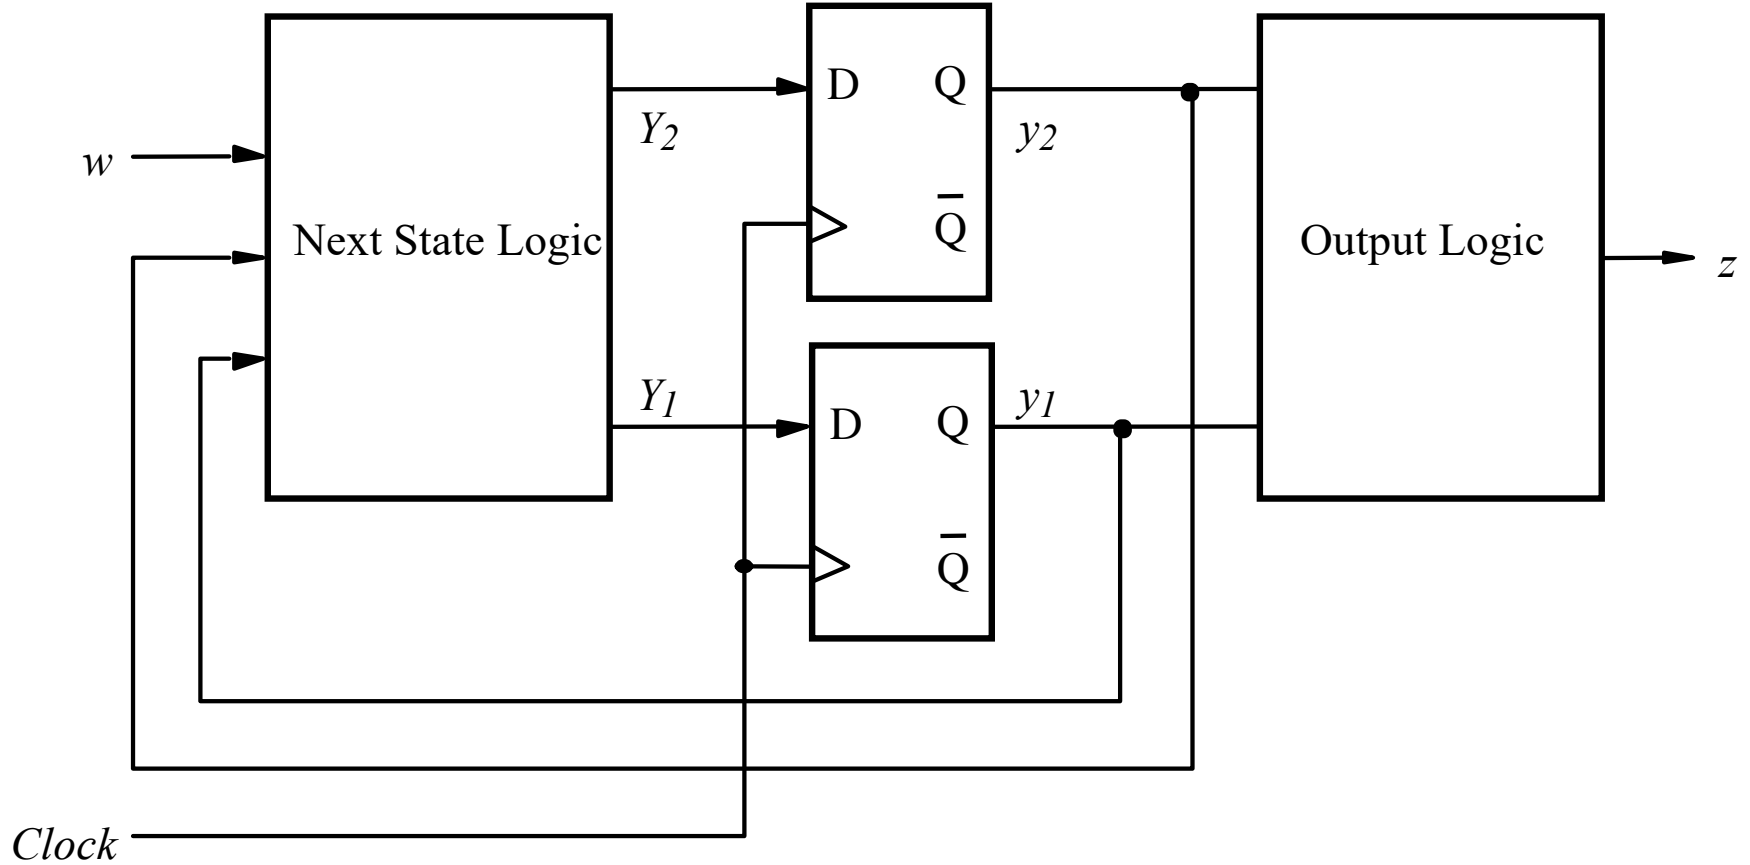 D Q
Y2
y2
w
Q̅
Next State Logic
Output Logic
z
Y1
y1
D Q
Q̅
Clock